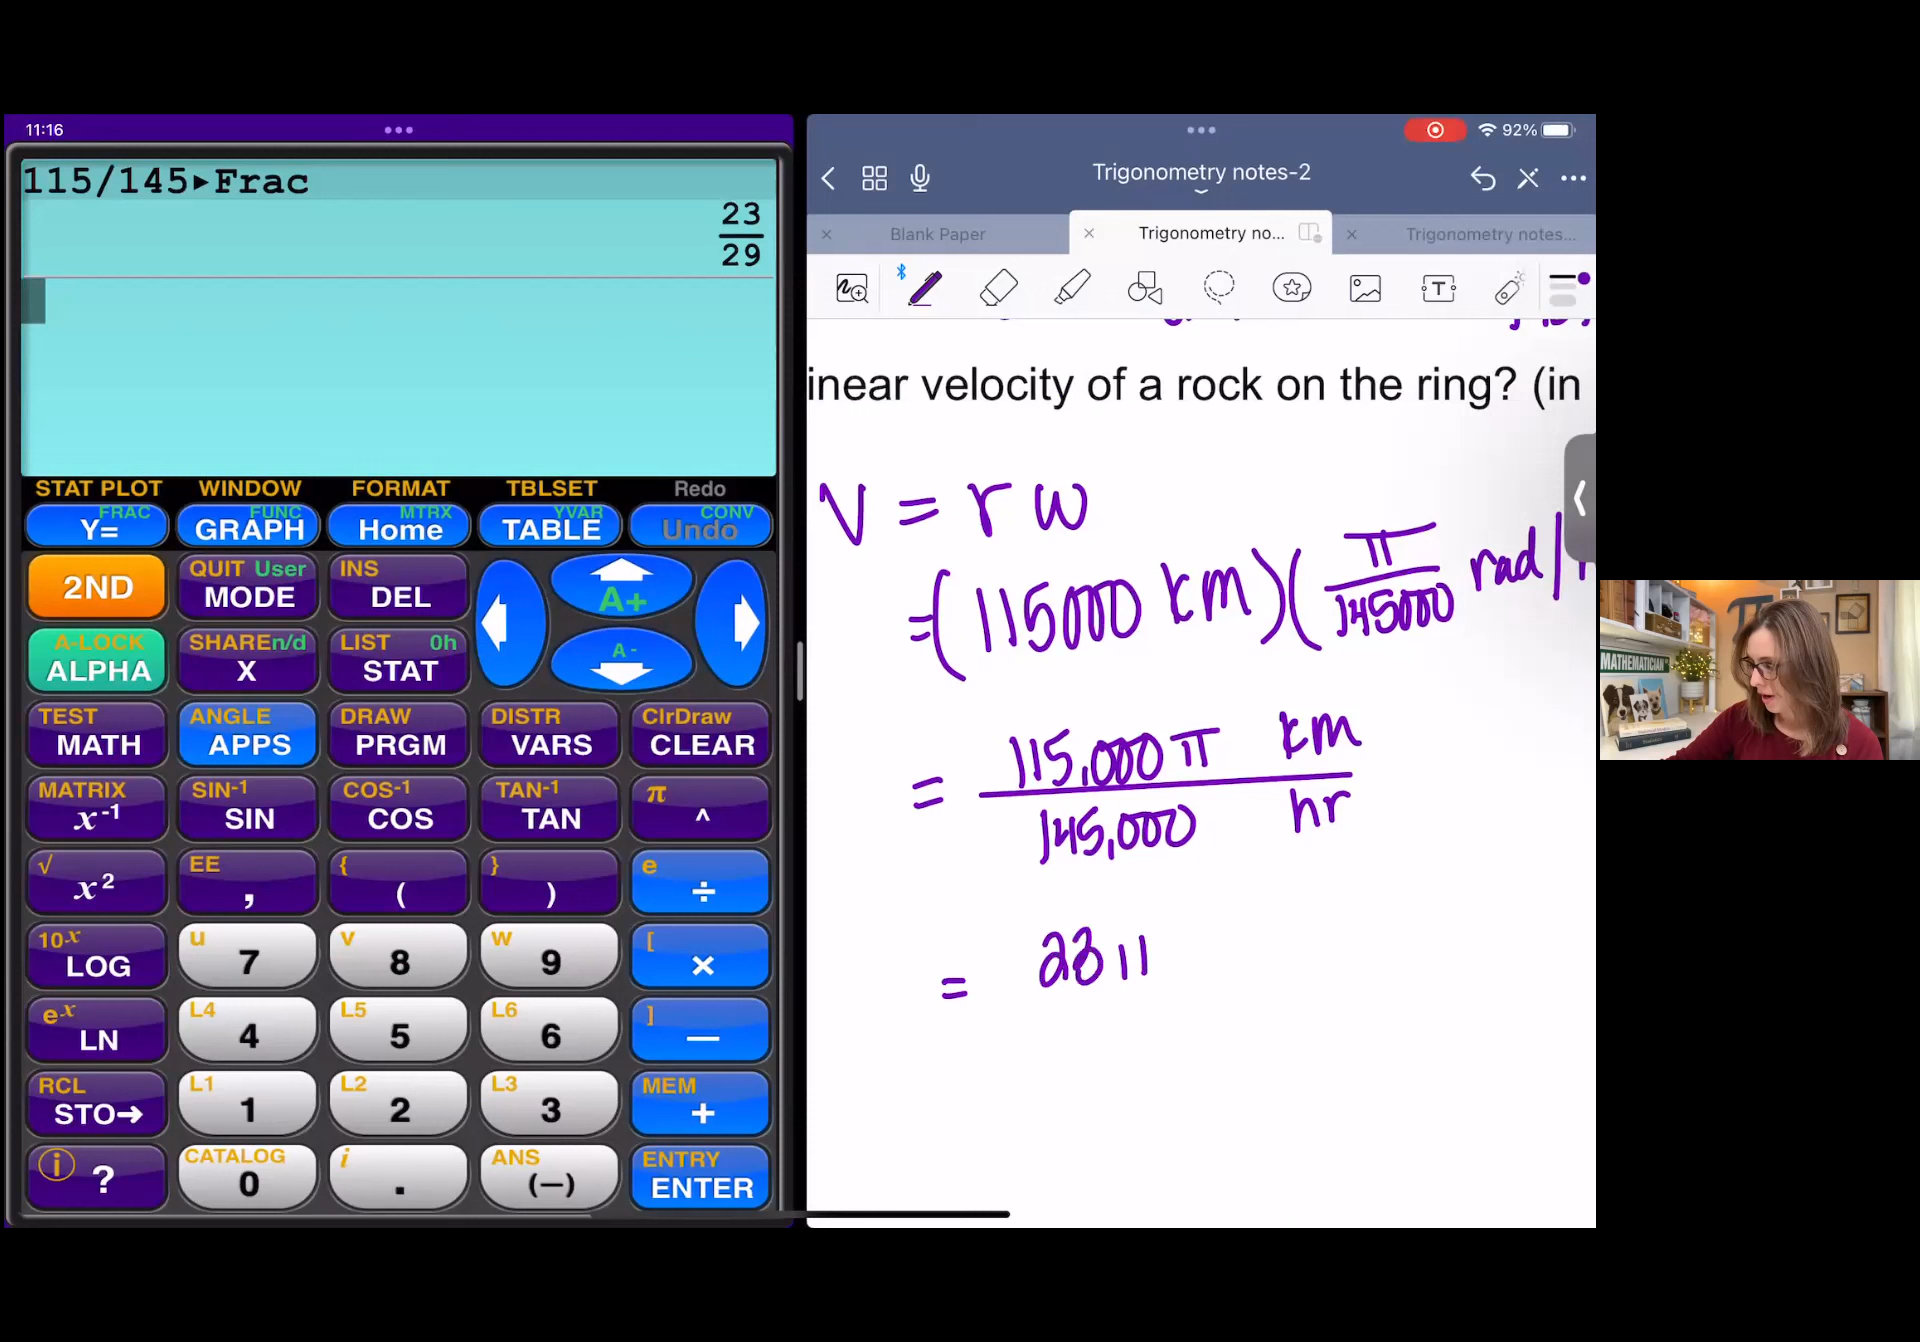 11:16
115/145▸Frac
23
29
STAT PLOT WINDOW FORMAT TBLSET Redo
FRAC FUNC MTRX YVAR CONV
Y= GRAPH Home TABLE Undo
2ND QUIT User MODE INS DEL A+
A-LOCK ALPHA SHARE n/d X LIST 0h STAT A-
TEST MATH ANGLE APPS DRAW PRGM DISTR VARS ClrDraw CLEAR
MATRIX x⁻¹ SIN⁻¹ SIN COS⁻¹ COS TAN⁻¹ TAN π ^
√ x² EE , { ( } ) e ÷
10ˣ LOG u 7 v 8 w 9 [ ×
eˣ LN L4 4 L5 5 L6 6 ] −
RCL STO➔ L1 1 L2 2 L3 3 MEM +
i ? CATALOG 0 i . ANS (−) ENTRY ENTER
92%
Trigonometry notes-2
Blank Paper Trigonometry no... Trigonometry notes...
inear velocity of a rock on the ring? (in
V = r w
=(115000 km)(π/145000 rad/
= 115,000 π km
145,000 hr
= 23 11
MATHEMATICIAN